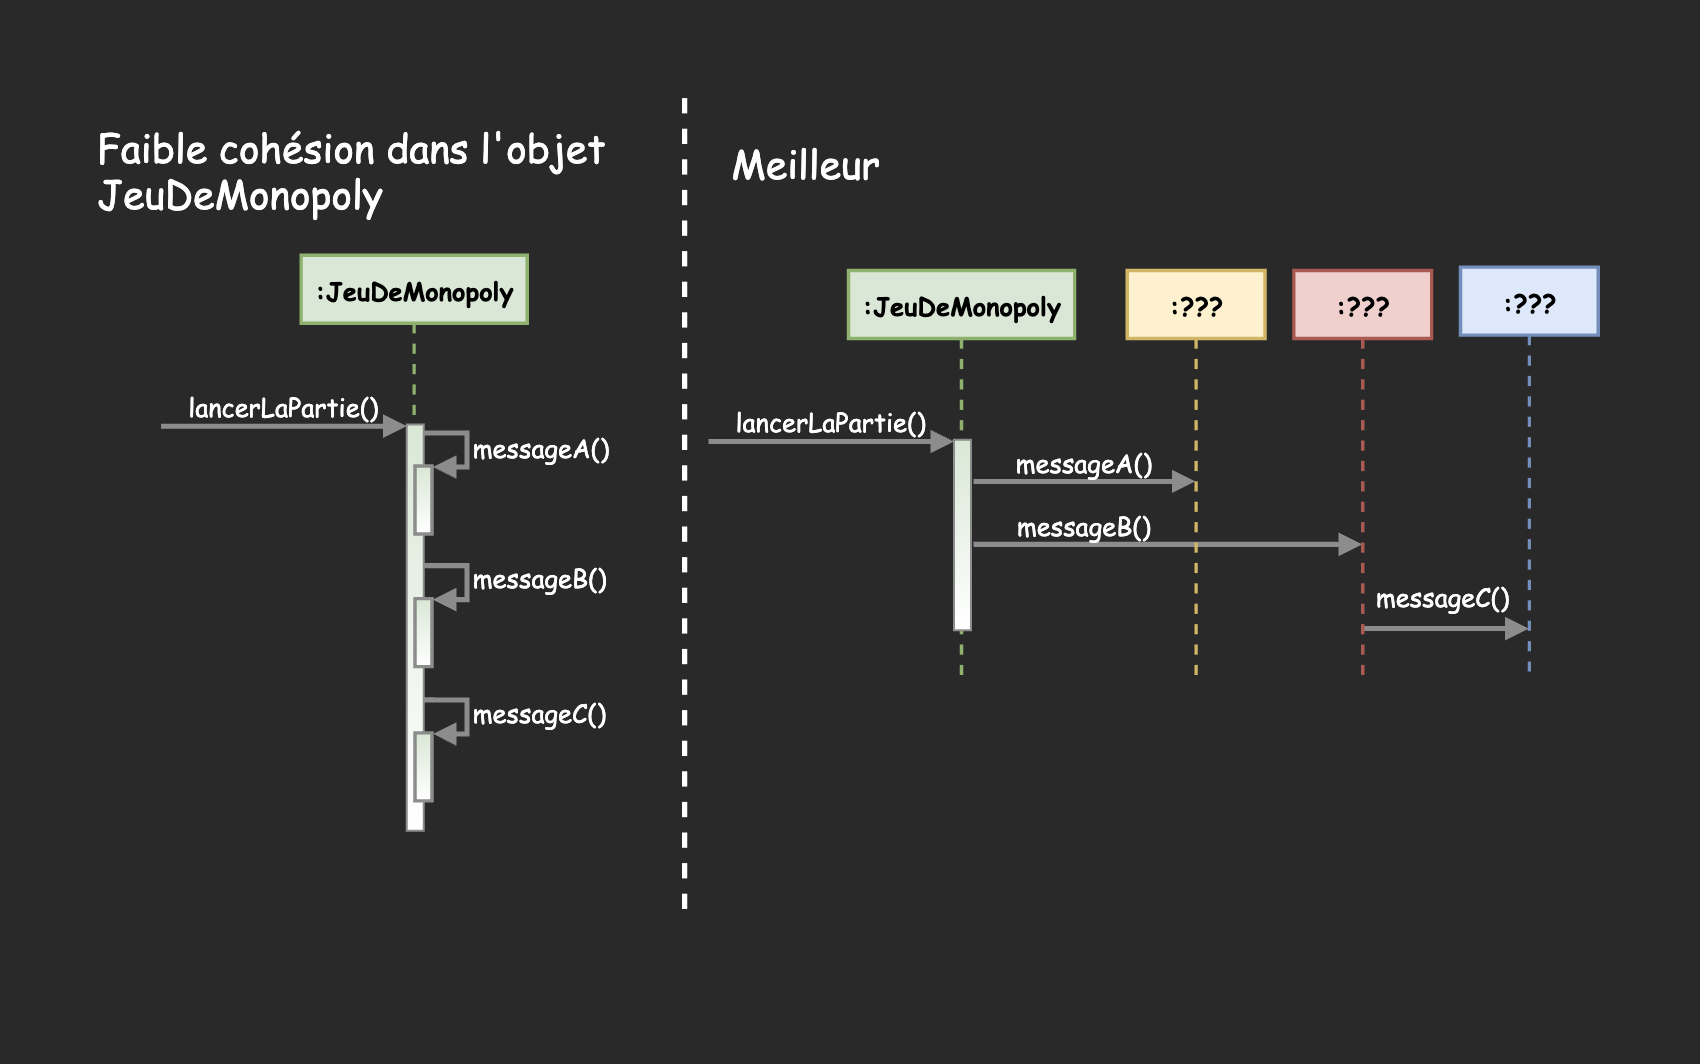 Faible cohésion dans l'objet
JeuDeMonopoly
:JeuDeMonopoly
lancerLaPartie()
messageA()
messageB()
messageC()
Meilleur
:JeuDeMonopoly
:???
:???
:???
lancerLaPartie()
messageA()
messageB()
messageC()